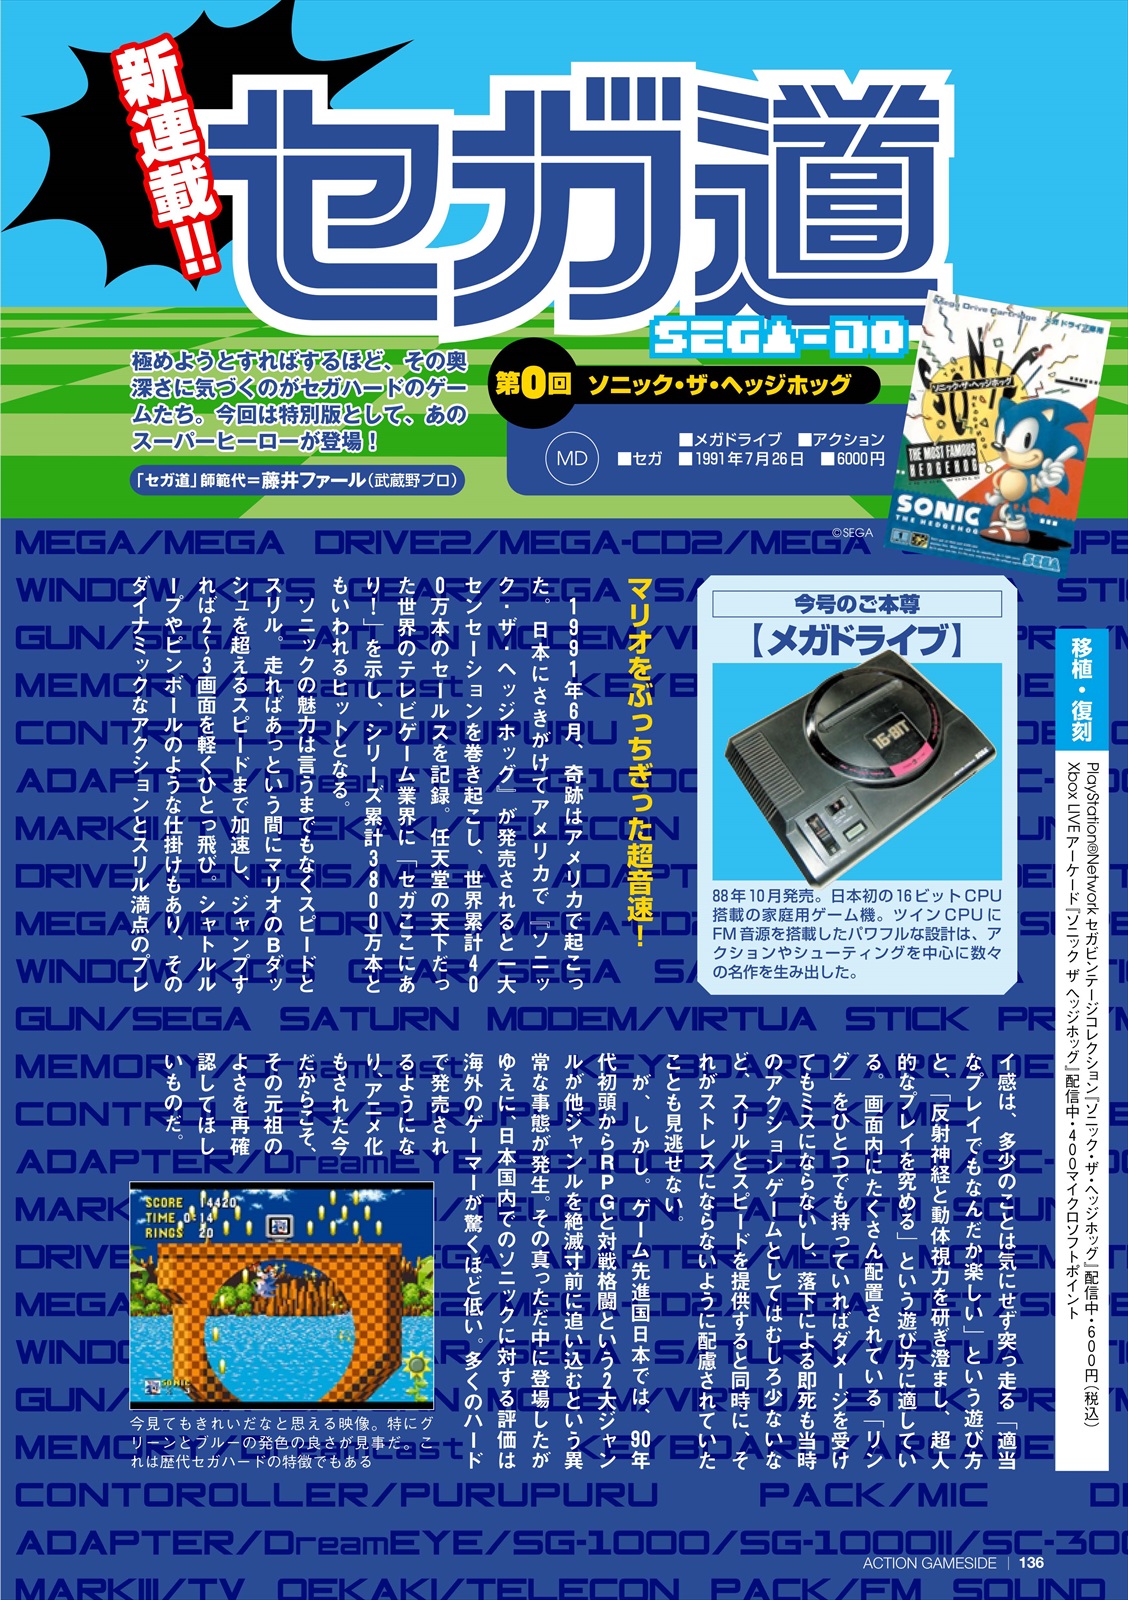 新連載!!
セガ道
SEGA-DO
極めようとすればするほど、その奥
深さに気づくのがセガハードのゲー
ムたち。今回は特別版として、あの
スーパーヒーローが登場！
「セガ道」師範代=藤井ファール(武蔵野プロ)
第0回 ソニック・ザ・ヘッジホッグ
MD
■メガドライブ ■アクション
■セガ ■1991年7月26日 ■6000円
Mega Drive Cartridge
ソニック・ザ・ヘッジホッグ
THE MOST FAMOUS
HEDGEHOG
IN THE WORLD
SONIC
THE HEDGEHOG
SEGA
©SEGA
今号のご本尊
【メガドライブ】
16-BIT
88年10月発売。日本初の16ビットCPU
搭載の家庭用ゲーム機。ツインCPUに
FM音源を搭載したパワフルな設計は、ア
クションやシューティングを中心に数々
の名作を生み出した。
移植・復刻
PlayStation®Network セガビンテージコレクション『ソニック・ザ・ヘッジホッグ』配信中・600円(税込)
Xbox LIVEアーケード『ソニック ザ ヘッジホッグ』配信中・400マイクロソフトポイント
マリオをぶっちぎった超音速！
1991年6月、奇跡はアメリカで起こっ
た。日本にさきがけてアメリカで『ソニッ
ク・ザ・ヘッジホッグ』が発売されると一大
センセーションを巻き起こし、世界累計40
0万本のセールスを記録。任天堂の天下だっ
た世界のテレビゲーム業界に「セガここにあ
り！」を示し、シリーズ累計3800万本と
もいわれるヒットとなる。
ソニックの魅力は言うまでもなくスピードと
スリル。走ればあっという間にマリオのBダッ
シュを超えるスピードまで加速し、ジャンプす
れば2〜3画面を軽くひとっ飛び。シャトルル
ープやピンボールのような仕掛けもあり、その
ダイナミックなアクションとスリル満点のプレ
イ感は、多少のことは気にせず突っ走る「適当
なプレイでもなんだか楽しい」という遊び方
と、「反射神経と動体視力を研ぎ澄まし、超人
的なプレイを究める」という遊び方に適してい
る。画面内にたくさん配置されている「リン
グ」をひとつでも持っていればダメージを受け
てもミスにならないし、落下による即死も当時
のアクションゲームとしてはむしろ少ないな
ど、スリルとスピードを提供すると同時に、そ
れがストレスにならないように配慮されていた
ことも見逃せない。
が、しかし。ゲーム先進国日本では、90年
代初頭からRPGと対戦格闘という2大ジャン
ルが他ジャンルを絶滅寸前に追い込むという異
常な事態が発生。その真っただ中に登場したが
ゆえに、日本国内でのソニックに対する評価は
海外のゲーマーが驚くほど低い。多くのハード
で発売され
るようにな
り、アニメ化
もされた今
だからこそ、
その元祖の
よさを再確
認してほし
いものだ。
SCORE 14420
TIME 0:14
RINGS 20
今見てもきれいだなと思える映像。特にグ
リーンとブルーの発色の良さが見事だ。こ
れは歴代セガハードの特徴でもある
MEGA/MEGA DRIVE2/MEGA-CD2/MEGA
CONTOROLLER/PURUPURU PACK/MIC
ADAPTER/DreamEYE/SG-1000/SG-1000II/SC-300
MARKIII/TV OEKAKI/TELECON PACK/FM SOUND
ACTION GAMESIDE | 136